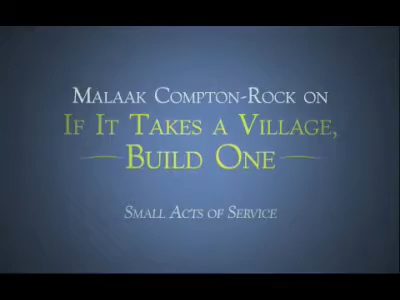 Malaak Compton-Rock on
If It Takes a Village,
Build One
Small Acts of Service